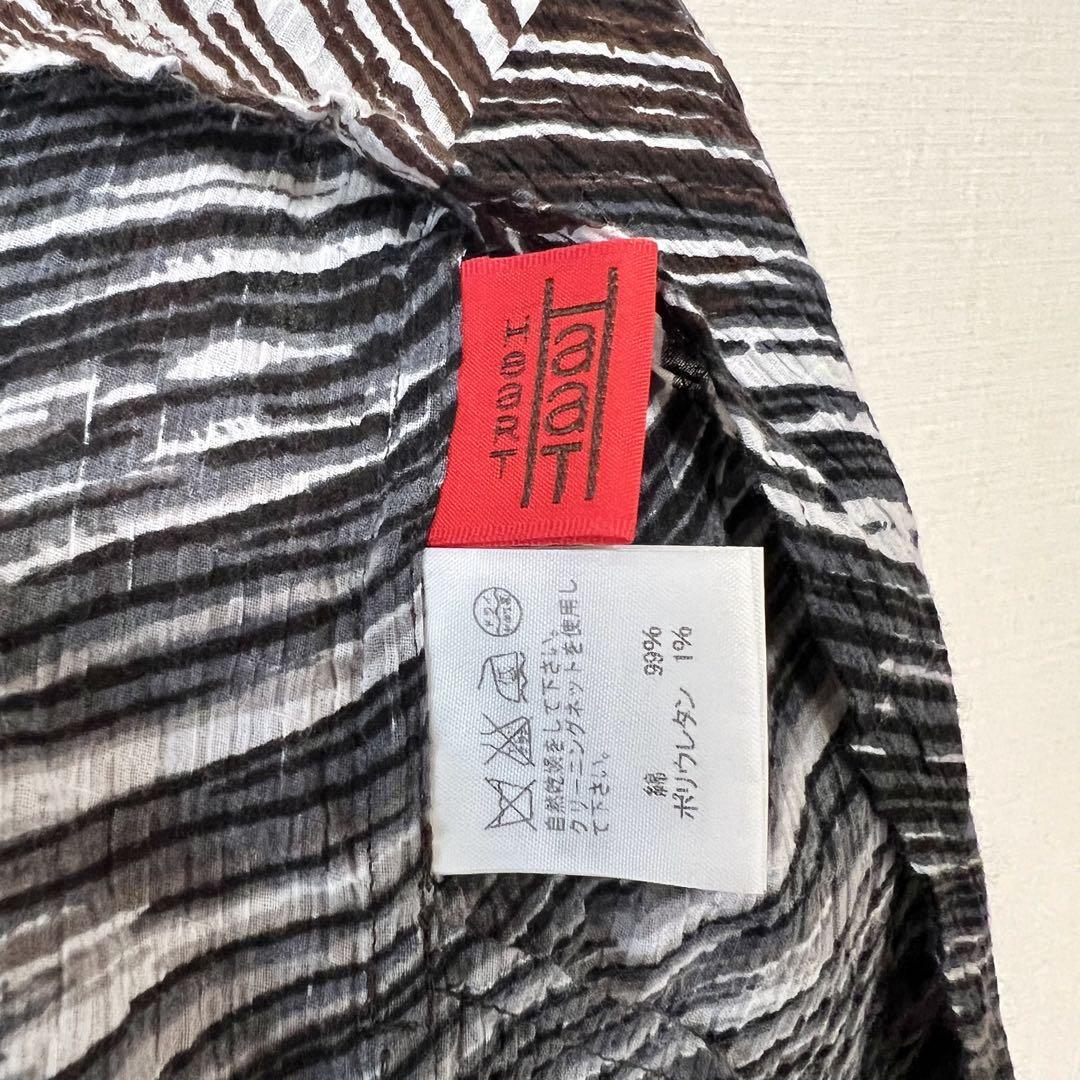 HaaT
自然乾燥をして下さい。
クリーニングネットを使用し
て下さい。
綿 99%
ポリウレタン 1%